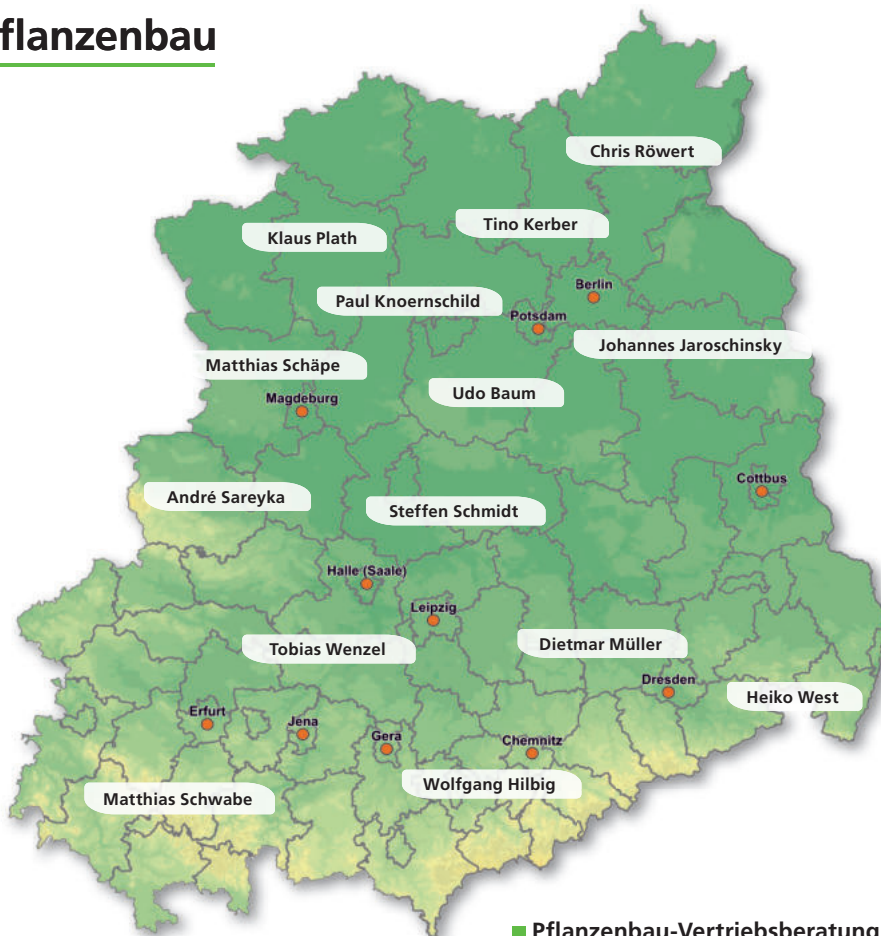 flanzenbau
Chris Röwert
Tino Kerber
Klaus Plath
Berlin
Paul Knoernschild
Potsdam
Johannes Jaroschinsky
Matthias Schäpe
Udo Baum
Magdeburg
Cottbus
André Sareyka
Steffen Schmidt
Halle (Saale)
Leipzig
Dietmar Müller
Tobias Wenzel
Dresden
Heiko West
Erfurt
Jena
Gera
Chemnitz
Wolfgang Hilbig
Matthias Schwabe
Pflanzenbau-Vertriebsberatung